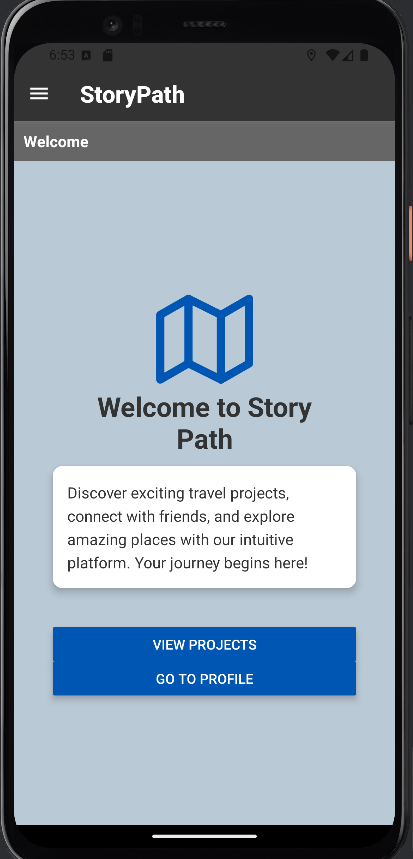 6:53
StoryPath
Welcome
Welcome to Story
Path
Discover exciting travel projects,
connect with friends, and explore
amazing places with our intuitive
platform. Your journey begins here!
VIEW PROJECTS
GO TO PROFILE